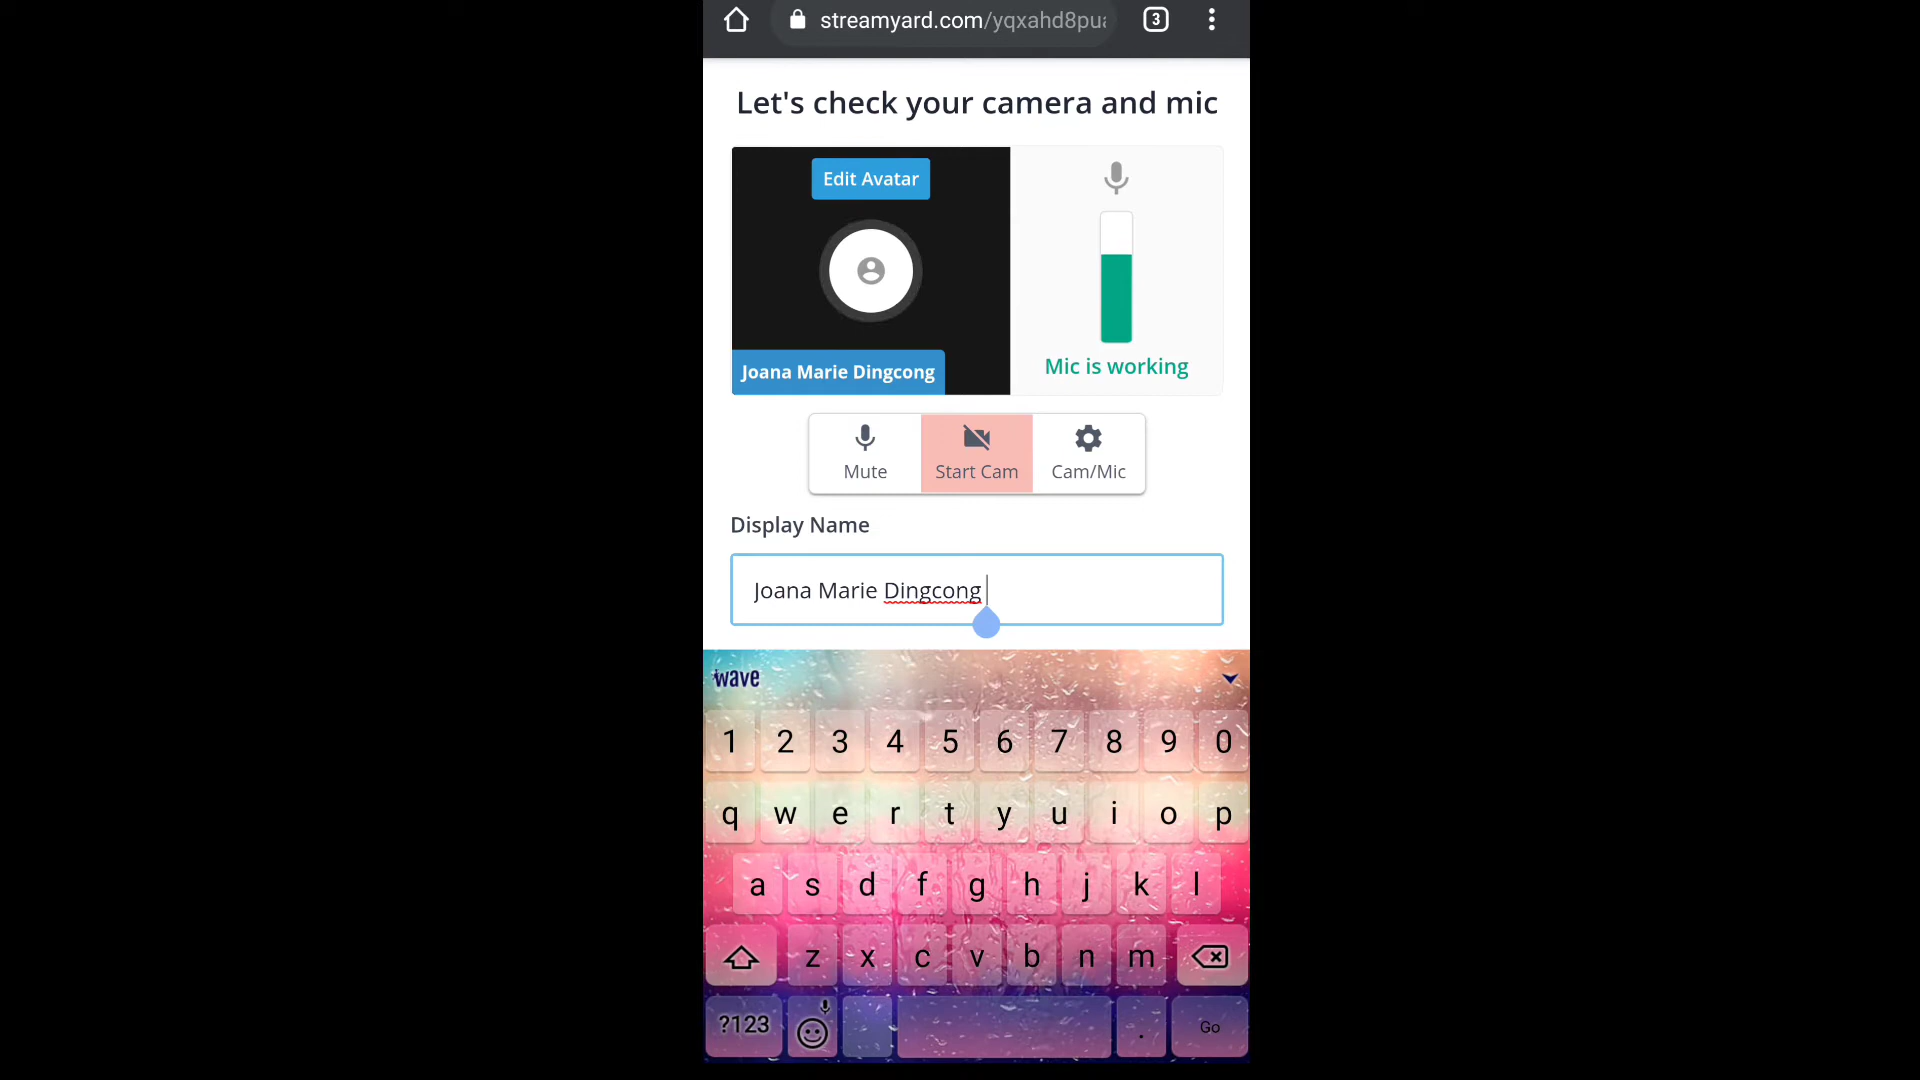 streamyard.com/yqxahd8pu
3
Let's check your camera and mic
Edit Avatar
Joana Marie Dingcong
Mic is working
Mute
Start Cam
Cam/Mic
Display Name
Joana Marie Dingcong
wave
1 2 3 4 5 6 7 8 9 0
q w e r t y u i o p
a s d f g h j k l
z x c v b n m
?123 . Go